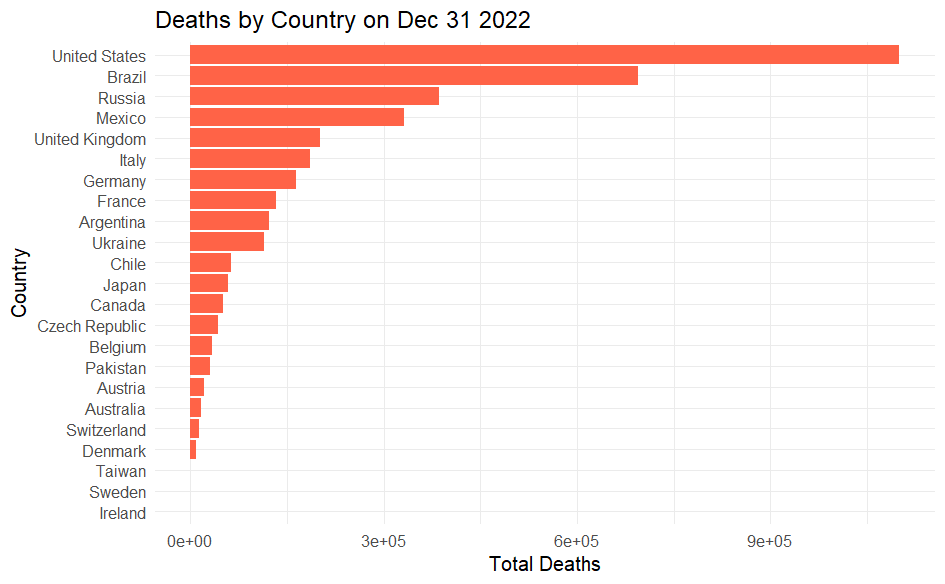 Deaths by Country on Dec 31 2022
Country
United States
Brazil
Russia
Mexico
United Kingdom
Italy
Germany
France
Argentina
Ukraine
Chile
Japan
Canada
Czech Republic
Belgium
Pakistan
Austria
Australia
Switzerland
Denmark
Taiwan
Sweden
Ireland
0e+00 3e+05 6e+05 9e+05
Total Deaths